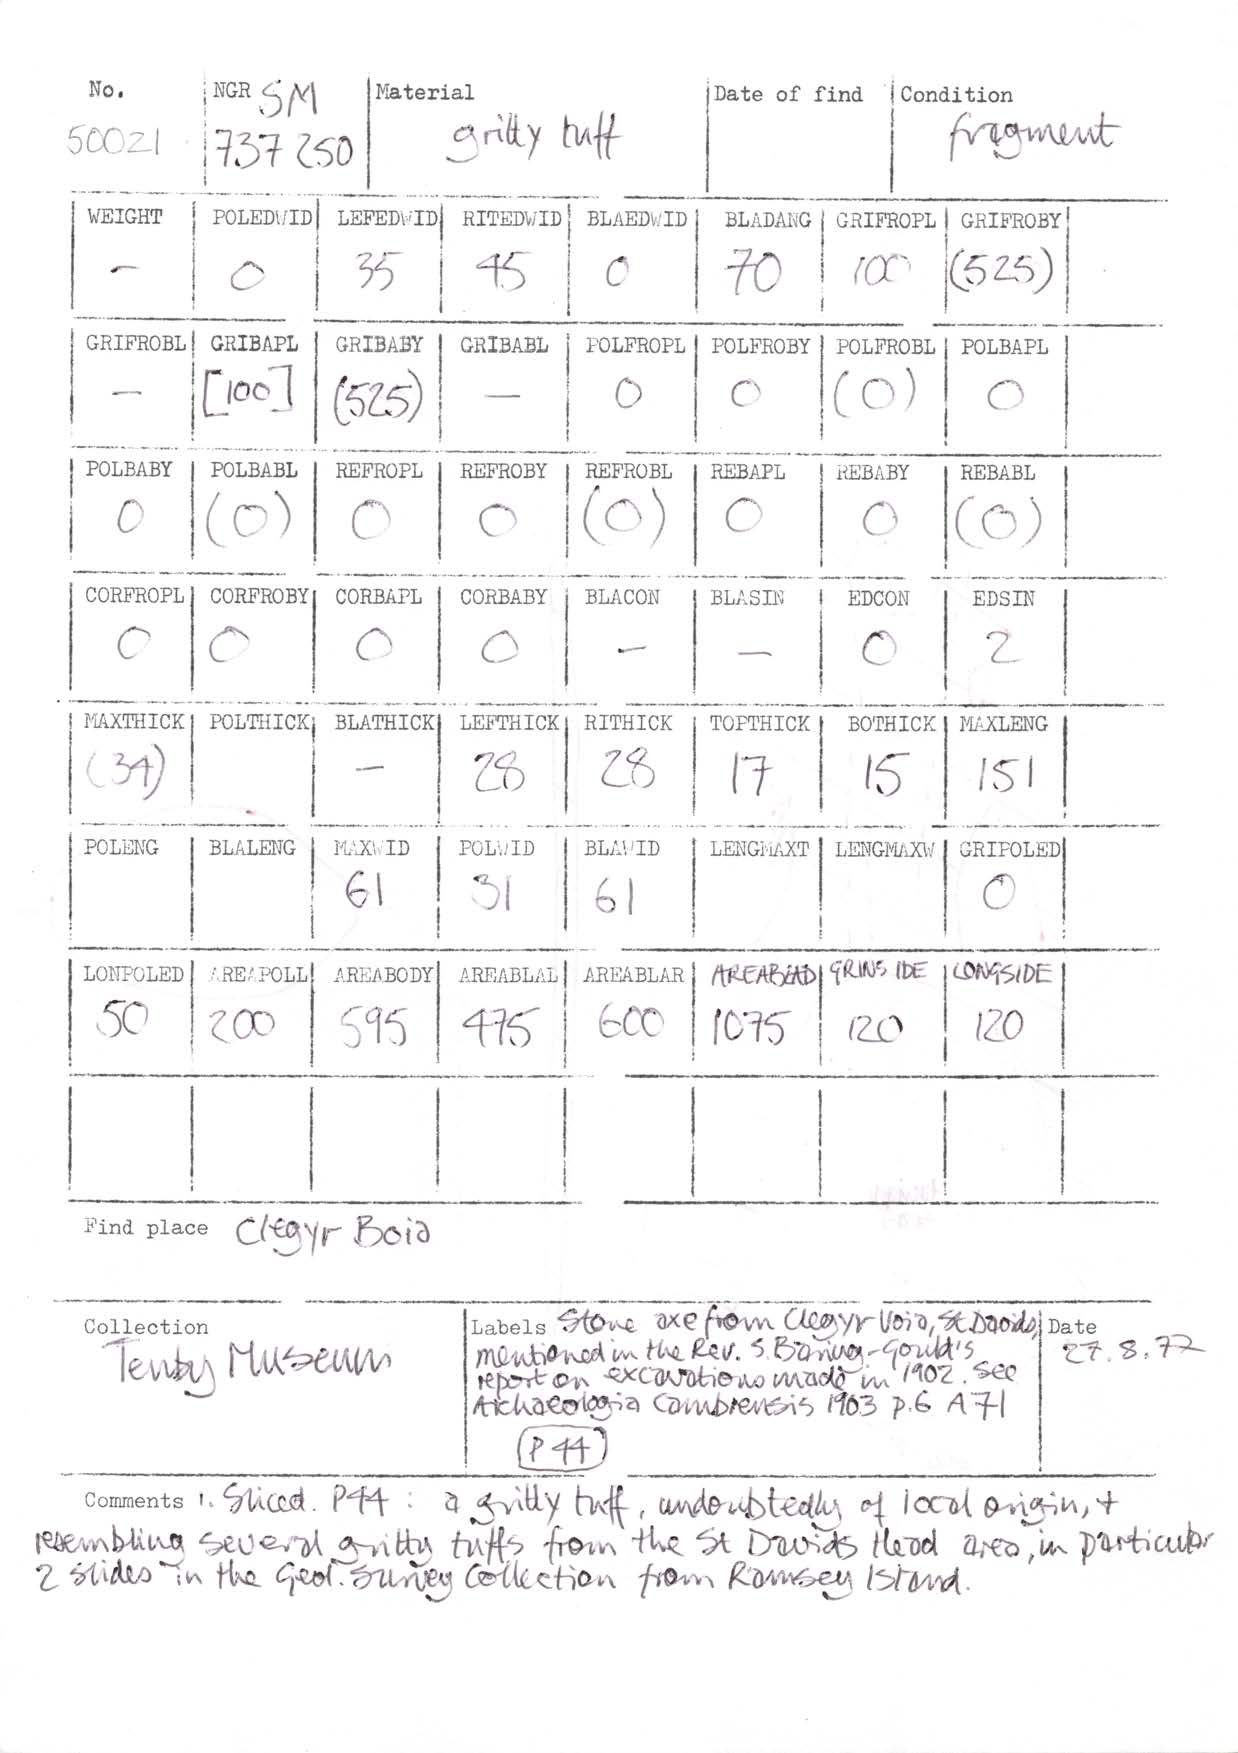 No. NGR SM Material Date of find Condition
50021 737 250 gritty tuff fragment
WEIGHT POLEDWID LEFEDWID RITEDWID BLAEDWID BLADANG GRIFROPL GRIFROBY
– 0 35 45 0 70 100 (525)
GRIFROBL GRIBAPL GRIBABY GRIBABL POLFROPL POLFROBY POLFROBL POLBAPL
– [100] (525) – 0 0 (0) 0
POLBABY POLBABL REFROPL REFROBY REFROBL REBAPL REBABY REBABL
0 (0) 0 0 (0) 0 0 (0)
CORFROPL CORFROBY CORBAPL CORBABY BLACON BLASIN EDCON EDSIN
0 0 0 0 – – 0 2
MAXTHICK POLTHICK BLATHICK LEFTHICK RITHICK TOPTHICK BOTHICK MAXLENG
(34) – 28 28 17 15 151
POLENG BLALENG MAXWID POLWID BLAWID LENGMAXT LENGMAXW GRIPOLED
61 31 61 0
LONPOLED AREAPOLL AREABODY AREABLAL AREABLAR AREABLAD GRINSIDE LONGSIDE
50 200 595 475 600 1075 120 120
Find place Clegyr Boia
Collection
Tenby Museum
Labels Stone axe from Clegyr Voia, St Davids,
mentioned in the Rev. S. Baring-Gould's
report on excavations made in 1902. See
Archaeologia Cambrensis 1903 p.6 A71
P44
Date
27.8.77
Comments 1. Sliced. P44 : a gritty tuff, undoubtedly of local origin, +
resembling several gritty tuffs from the St Davids Head area, in particular
2 slides in the Geol. Survey Collection from Ramsey Island.